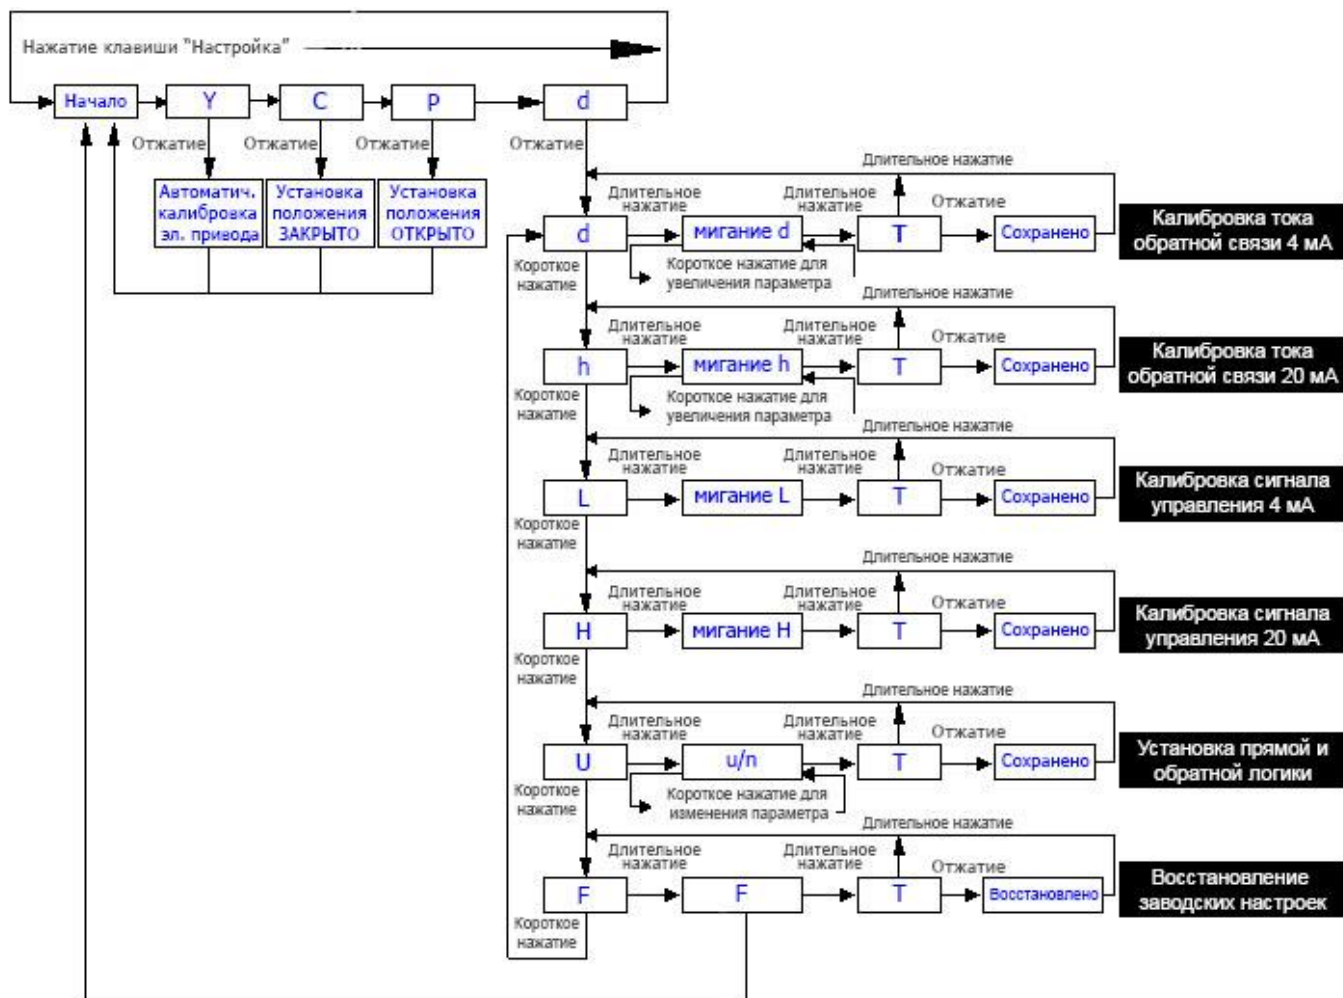 Нажатие клавиши "Настройка"
Начало
Y
C
P
d
Отжатие
Отжатие
Отжатие
Отжатие
Автоматич.
калибровка
эл. привода
Установка
положения
ЗАКРЫТО
Установка
положения
ОТКРЫТО
Длительное нажатие
Длительное
нажатие
Длительное
нажатие
Отжатие
d
мигание d
T
Сохранено
Калибровка тока
обратной связи 4 мА
Короткое
нажатие
Короткое нажатие для
увеличения параметра
Длительное нажатие
Длительное
нажатие
Длительное
нажатие
Отжатие
h
мигание h
T
Сохранено
Калибровка тока
обратной связи 20 мА
Короткое
нажатие
Короткое нажатие для
увеличения параметра
Длительное нажатие
Длительное
нажатие
Длительное
нажатие
Отжатие
L
мигание L
T
Сохранено
Калибровка сигнала
управления 4 мА
Короткое
нажатие
Длительное нажатие
Длительное
нажатие
Длительное
нажатие
Отжатие
H
мигание H
T
Сохранено
Калибровка сигнала
управления 20 мА
Короткое
нажатие
Длительное нажатие
Длительное
нажатие
Длительное
нажатие
Отжатие
U
u/n
T
Сохранено
Установка прямой и
обратной логики
Короткое
нажатие
Короткое нажатие для
изменения параметра
Длительное нажатие
Длительное
нажатие
Длительное
нажатие
Отжатие
F
F
T
Восстановлено
Восстановление
заводских настроек
Короткое
нажатие